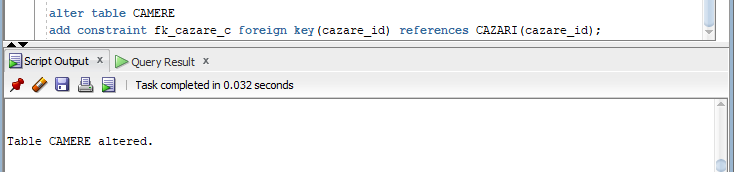 alter table CAMERE
add constraint fk_cazare_c foreign key(cazare_id) references CAZARI(cazare_id);
Script Output x Query Result x
Task completed in 0.032 seconds
Table CAMERE altered.